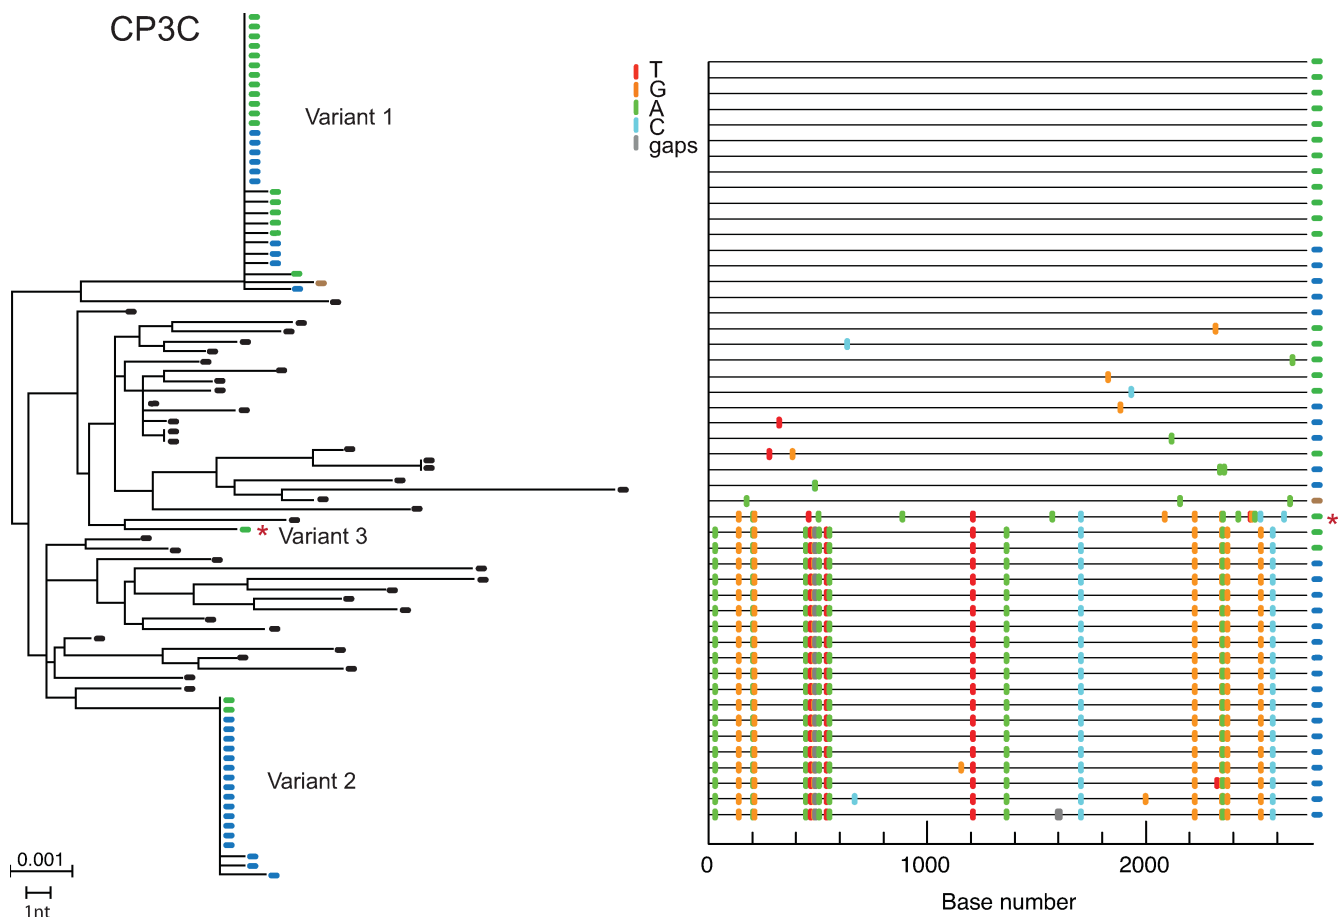 CP3C
Variant 1
* Variant 3
Variant 2
0.001
1nt
T
G
A
C
gaps
*
0 1000 2000
Base number